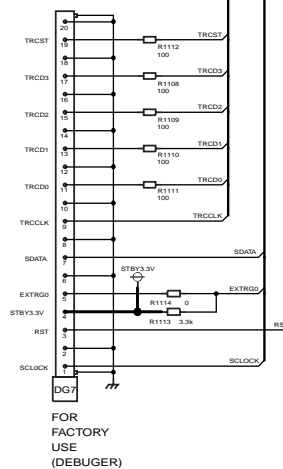 20
TRCST 19 R1112 100 TRCST
18
TRCD3 17 R1108 100 TRCD3
16
TRCD2 15 R1109 100 TRCD2
14
TRCD1 13 R1110 100 TRCD1
12
TRCD0 11 R1111 100 TRCD0
10
TRCCLK 9 TRCCLK
8
SDATA 7 SDATA
6
STBY3.3V
EXTRG0 5 R1114 0 EXTRG0
STBY3.3V 4 R1113 3.3k
RST 3 RS
2
SCLOCK 1 SCLOCK
DG7
FOR
FACTORY
USE
(DEBUGER)